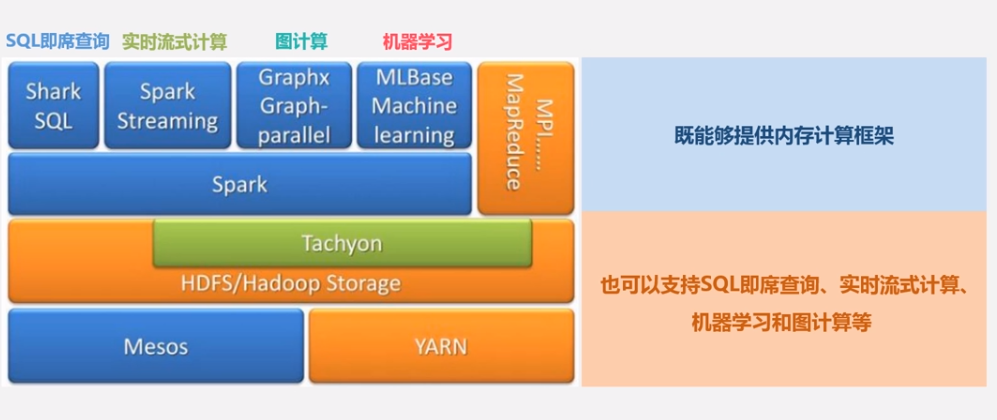 SQL即席查询
实时流式计算
图计算
机器学习
Shark
SQL
Spark
Streaming
Graphx
Graph-
parallel
MLBase
Machine
learning
MPI……
MapReduce
Spark
Tachyon
HDFS/Hadoop Storage
Mesos
YARN
既能够提供内存计算框架
也可以支持SQL即席查询、实时流式计算、
机器学习和图计算等